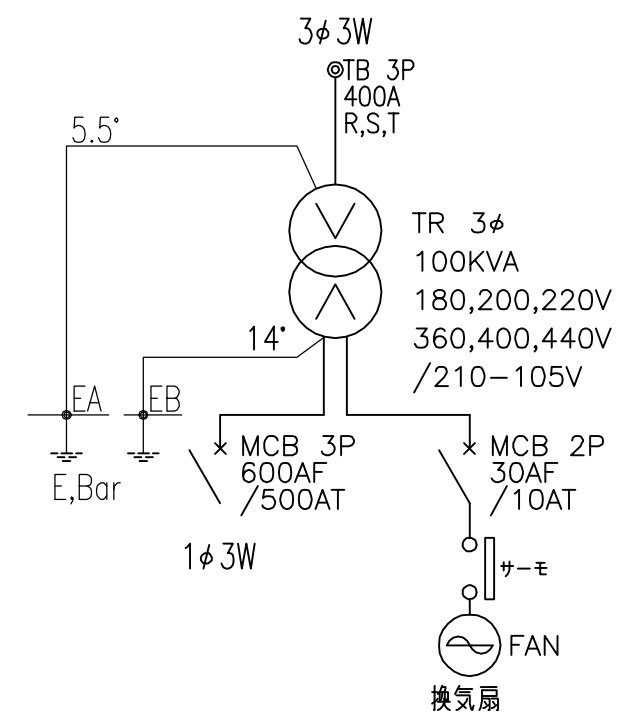 3φ3W
TB 3P
400A
R,S,T
5.5°
TR 3φ
100KVA
180,200,220V
360,400,440V
/210-105V
14°
EA
EB
E,Bar
MCB 3P
600AF
/500AT
1φ3W
MCB 2P
30AF
/10AT
サーモ
FAN
換気扇